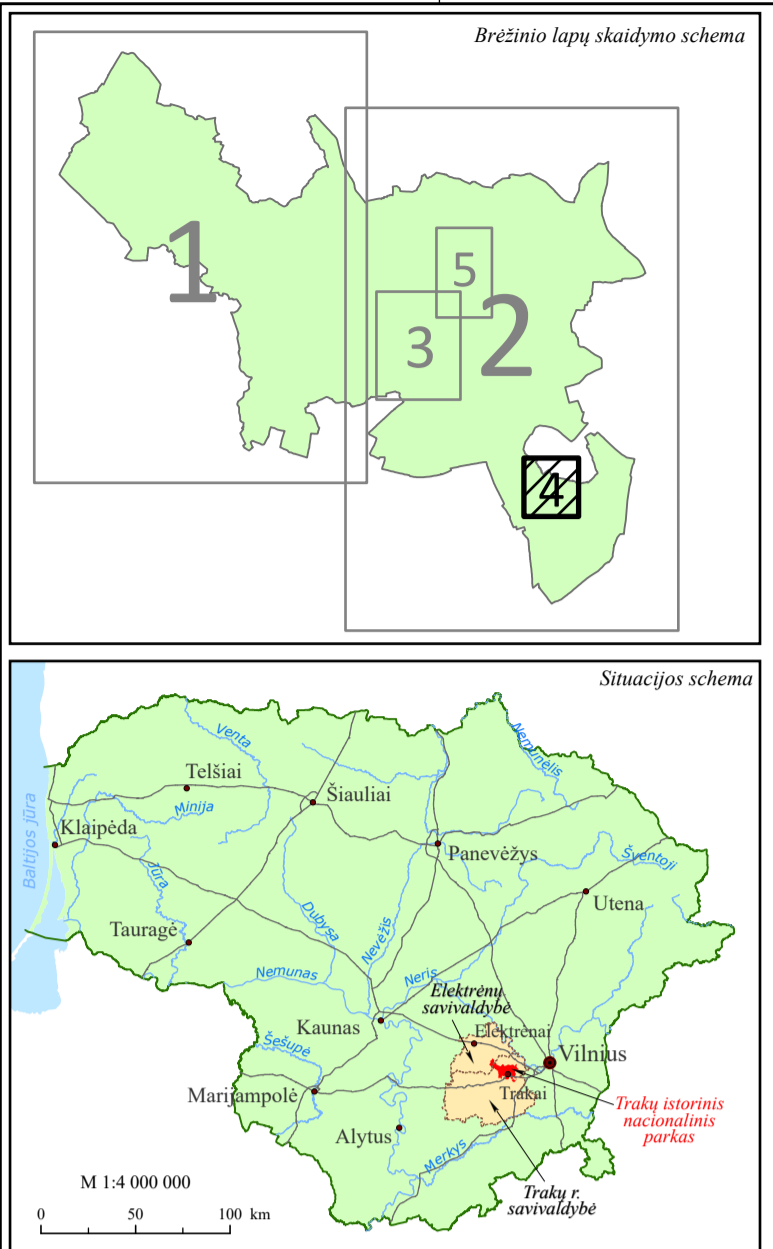 Brėžinio lapų skaidymo schema
1
5
2
3
4
Situacijos schema
Venta
Nemunėlis
Telšiai
Šiauliai
Minija
Klaipėda
Baltijos jūra
Panevėžys
Šventoji
Jūra
Utena
Tauragė
Dubysa
Nevėžis
Nemunas
Neris
Elektrėnų
savivaldybė
Kaunas
Elektrėnai
Šešupė
Vilnius
Marijampolė
Trakai
Trakų istorinis
nacionalinis
parkas
Alytus
Merkys
M 1:4 000 000
Trakų r.
savivaldybė
0 50 100 km